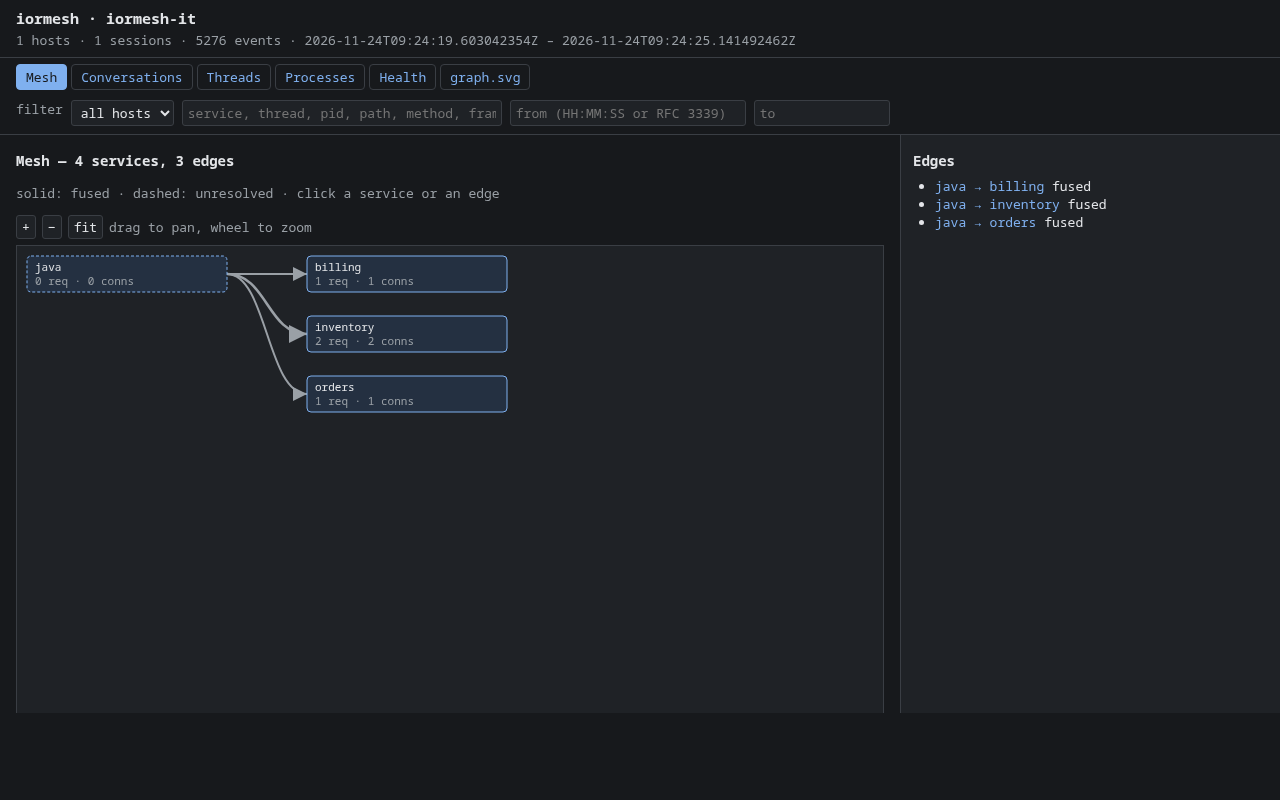 iormesh · iormesh-it
1 hosts · 1 sessions · 5276 events · 2026-11-24T09:24:19.603042354Z – 2026-11-24T09:24:25.141492462Z
Mesh Conversations Threads Processes Health graph.svg
filter all hosts service, thread, pid, path, method, fram from (HH:MM:SS or RFC 3339) to
Mesh — 4 services, 3 edges
solid: fused · dashed: unresolved · click a service or an edge
+ − fit drag to pan, wheel to zoom
java
0 req · 0 conns
billing
1 req · 1 conns
inventory
2 req · 2 conns
orders
1 req · 1 conns
Edges
java → billing fused
java → inventory fused
java → orders fused